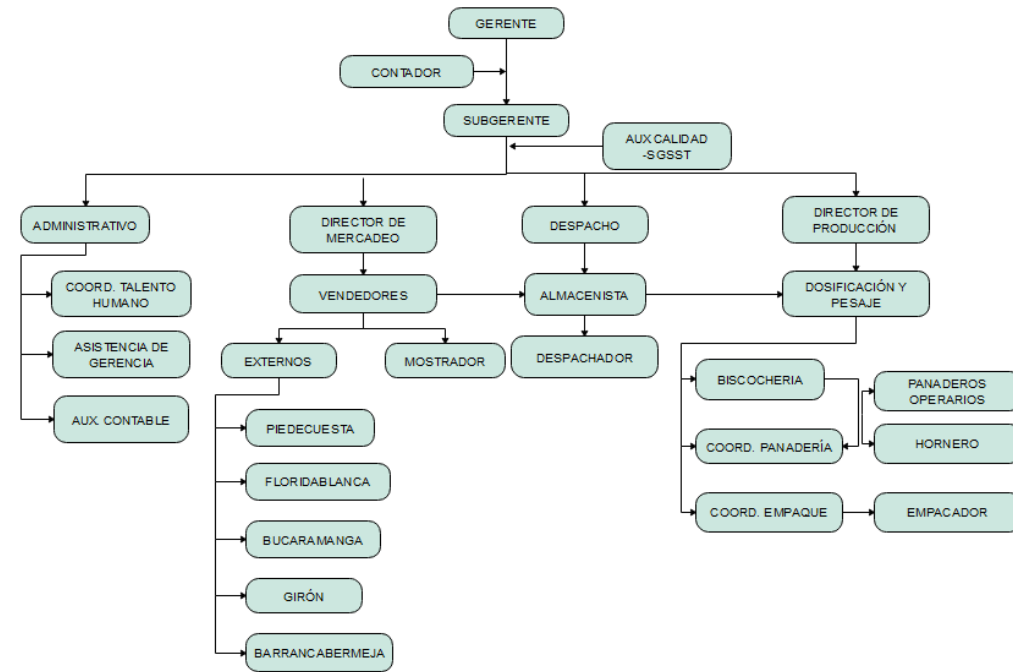 GERENTE
CONTADOR
SUBGERENTE
AUX CALIDAD
-SGSST
ADMINISTRATIVO
DIRECTOR DE
MERCADEO
DESPACHO
DIRECTOR DE
PRODUCCIÓN
COORD. TALENTO
HUMANO
VENDEDORES
ALMACENISTA
DOSIFICACIÓN Y
PESAJE
ASISTENCIA DE
GERENCIA
EXTERNOS
MOSTRADOR
DESPACHADOR
BISCOCHERIA
PANADEROS
OPERARIOS
AUX. CONTABLE
PIEDECUESTA
COORD. PANADERÍA
HORNERO
FLORIDABLANCA
COORD. EMPAQUE
EMPACADOR
BUCARAMANGA
GIRÓN
BARRANCABERMEJA